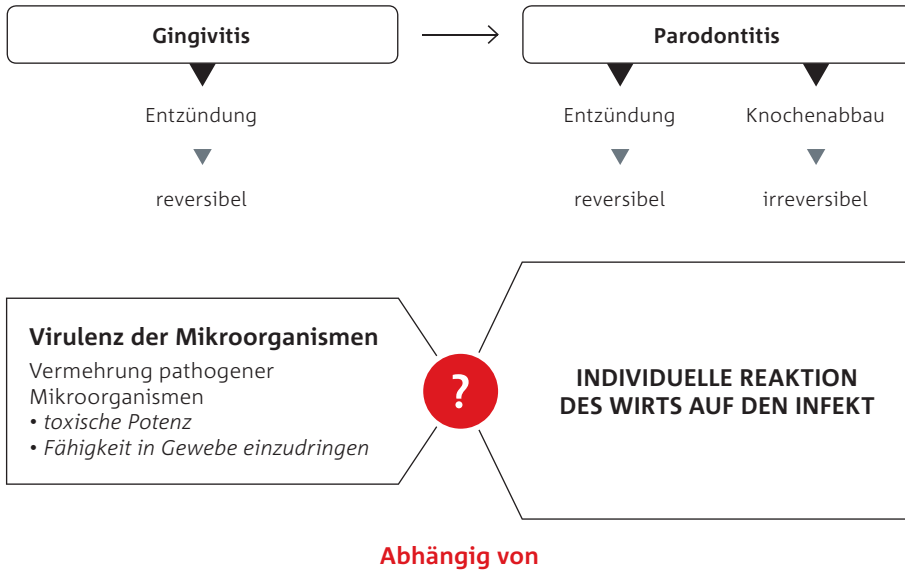 Gingivitis
Parodontitis
Entzündung
Entzündung
Knochenabbau
reversibel
reversibel
irreversibel
Virulenz der Mikroorganismen
Vermehrung pathogener
Mikroorganismen
• toxische Potenz
• Fähigkeit in Gewebe einzudringen
?
INDIVIDUELLE REAKTION
DES WIRTS AUF DEN INFEKT
Abhängig von